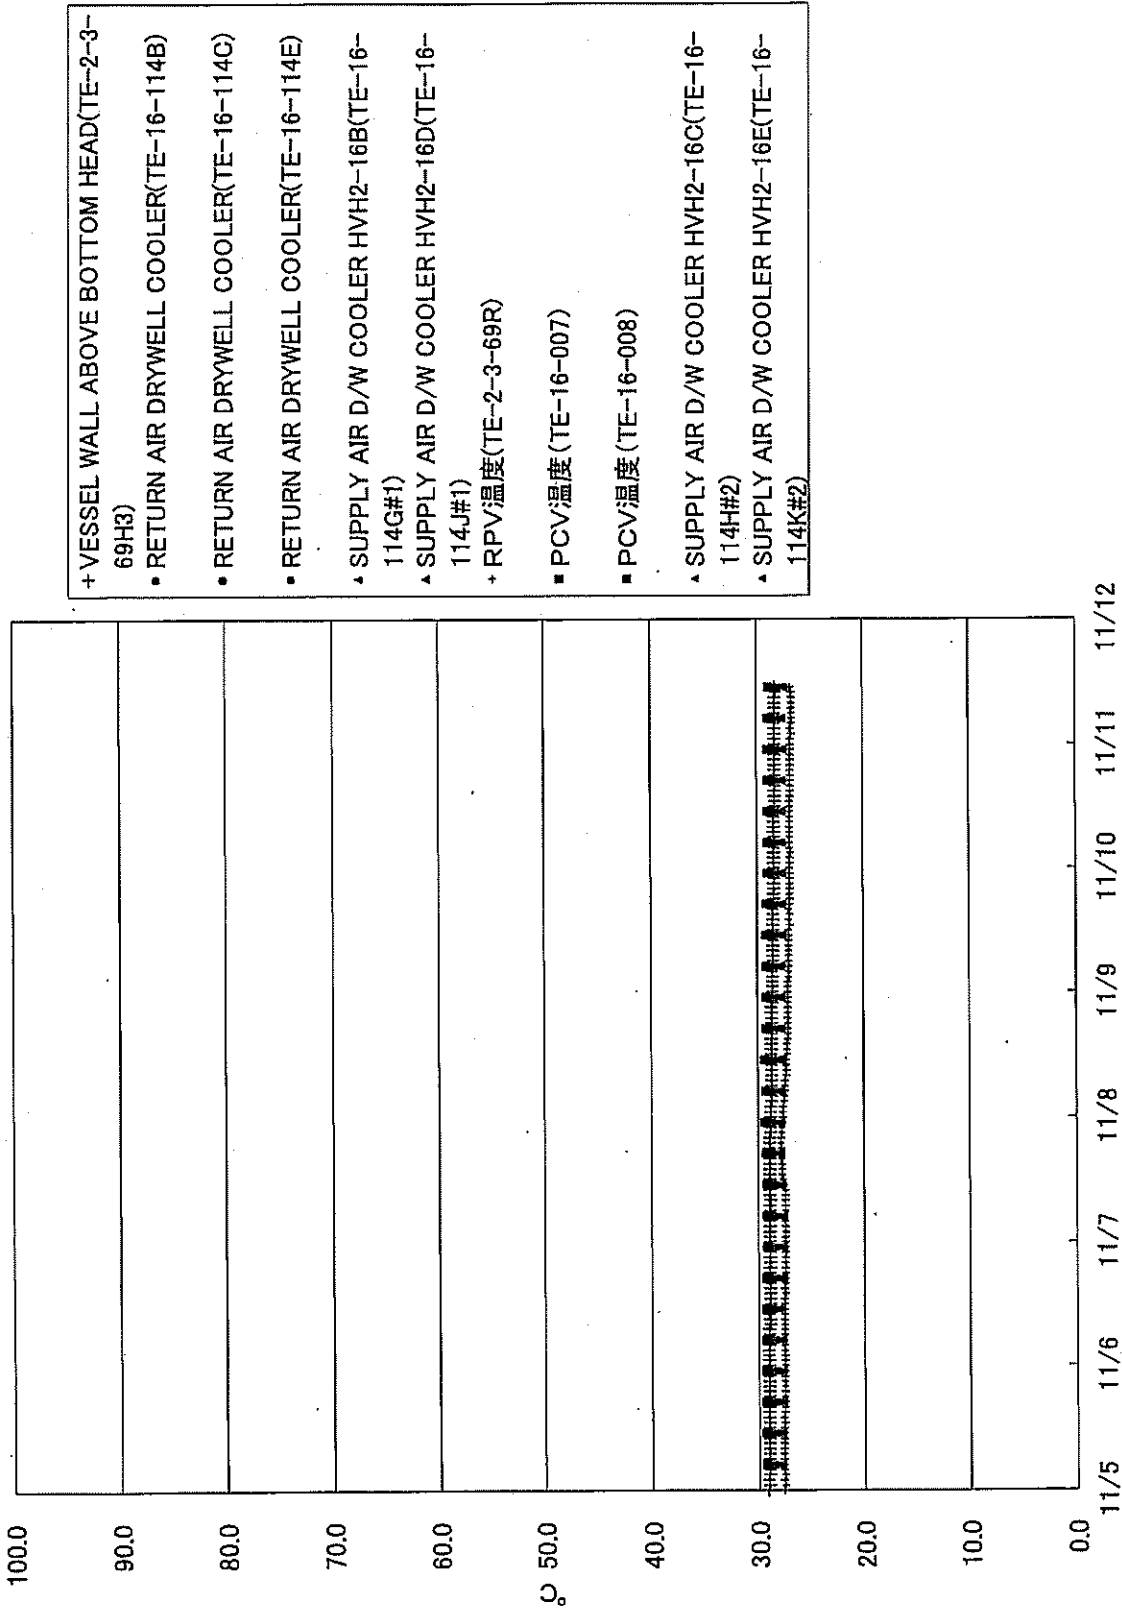 100.0
90.0
80.0
70.0
60.0
℃ 50.0
40.0
30.0
20.0
10.0
0.0
11/5 11/6 11/7 11/8 11/9 11/10 11/11 11/12
+ VESSEL WALL ABOVE BOTTOM HEAD(TE-2-3-
69H3)
● RETURN AIR DRYWELL COOLER(TE-16-114B)
● RETURN AIR DRYWELL COOLER(TE-16-114C)
● RETURN AIR DRYWELL COOLER(TE-16-114E)
▲ SUPPLY AIR D/W COOLER HVH2-16B(TE-16-
114G#1)
▲ SUPPLY AIR D/W COOLER HVH2-16D(TE-16-
114J#1)
+ RPV温度(TE-2-3-69R)
■ PCV温度(TE-16-007)
■ PCV温度(TE-16-008)
▲ SUPPLY AIR D/W COOLER HVH2-16C(TE-16-
114H#2)
▲ SUPPLY AIR D/W COOLER HVH2-16E(TE-16-
114K#2)